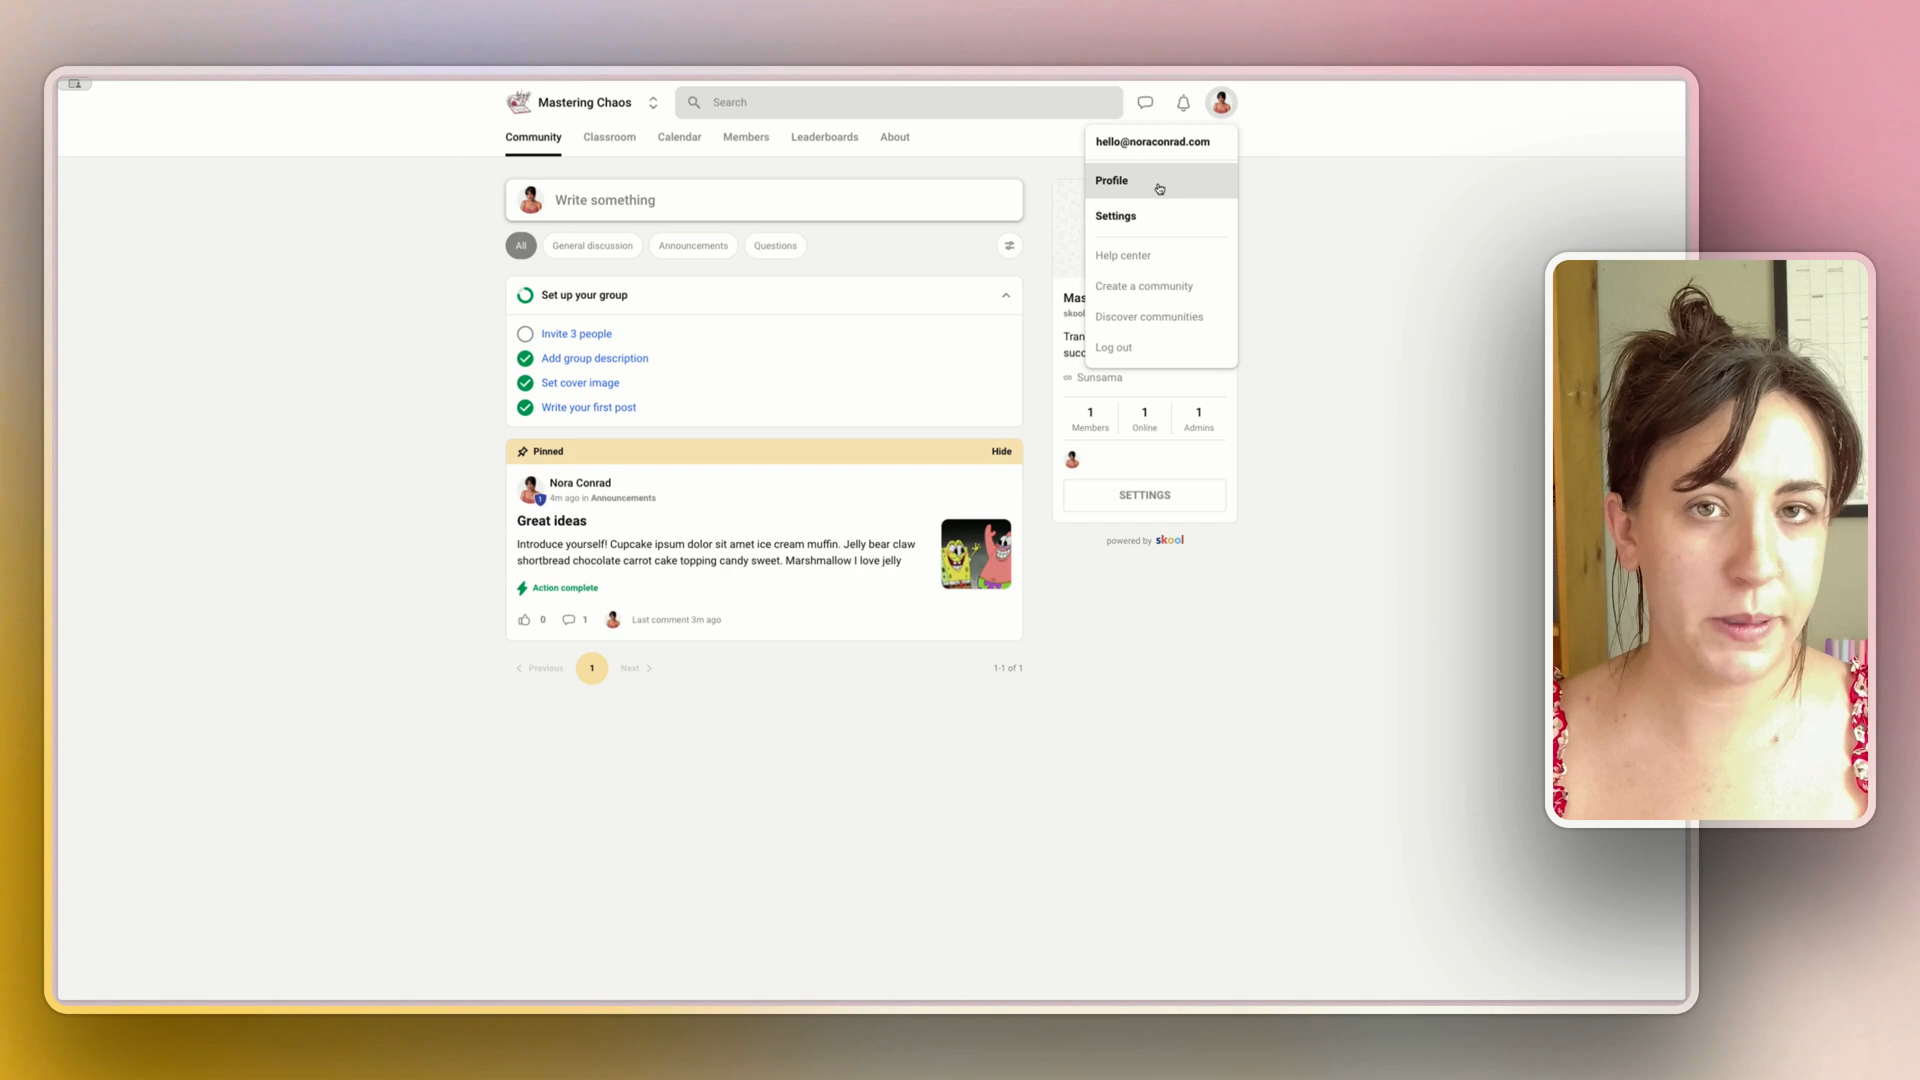 Mastering Chaos
Search
Community
Classroom
Calendar
Members
Leaderboards
About
hello@noraconrad.com
Profile
Settings
Help center
Create a community
Discover communities
Log out
Write something
All
General discussion
Announcements
Questions
Set up your group
Invite 3 people
Add group description
Set cover image
Write your first post
Pinned
Hide
Nora Conrad
1
4m ago in Announcements
Great ideas
Introduce yourself! Cupcake ipsum dolor sit amet ice cream muffin. Jelly bear claw
shortbread chocolate carrot cake topping candy sweet. Marshmallow I love jelly
Action complete
0
1
Last comment 3m ago
Previous
1
Next
1-1 of 1
Mas
skool
Tran
succ
Sunsama
1
Members
1
Online
1
Admins
SETTINGS
powered by skool